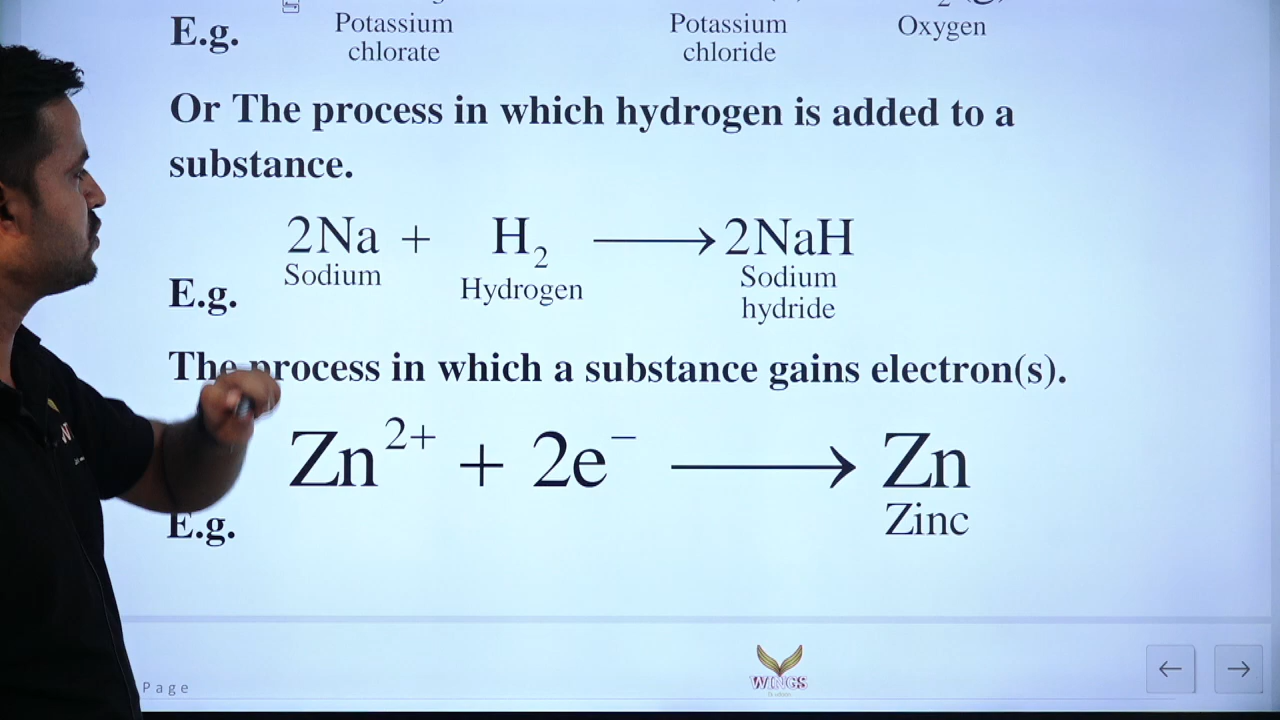 E.g.
Potassium chlorate
Potassium chloride
Oxygen
Or The process in which hydrogen is added to a
substance.
2Na + H₂ ⟶ 2NaH
Sodium Hydrogen Sodium hydride
E.g.
The process in which a substance gains electron(s).
Zn²⁺ + 2e⁻ ⟶ Zn
Zinc
E.g.
Page
WINGS